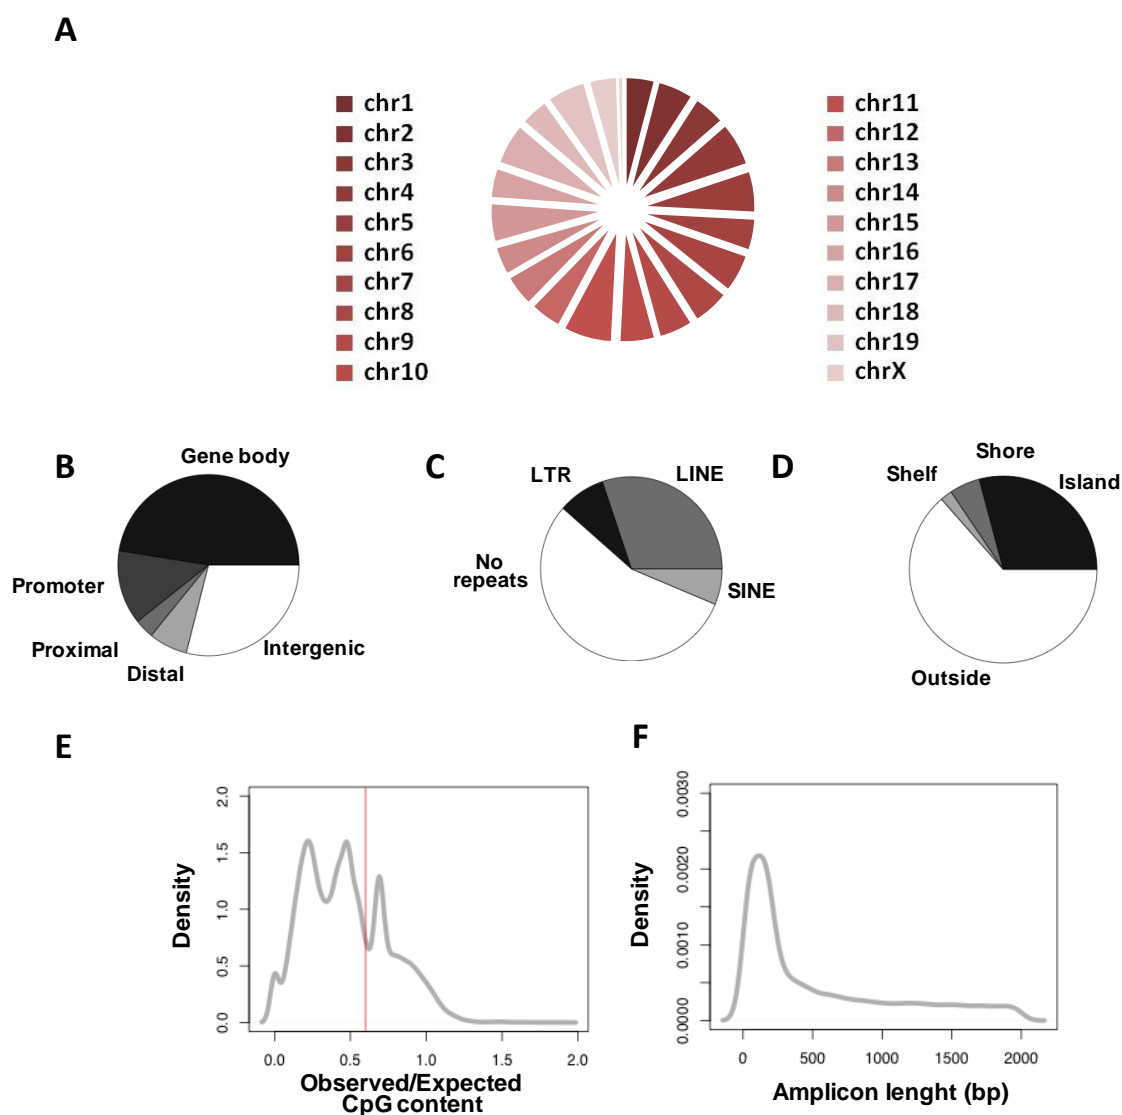 A
chr1
chr2
chr3
chr4
chr5
chr6
chr7
chr8
chr9
chr10
chr11
chr12
chr13
chr14
chr15
chr16
chr17
chr18
chr19
chrX
B
Gene body
Promoter
Proximal
Distal
Intergenic
C
LTR
LINE
No
repeats
SINE
D
Shelf
Shore
Island
Outside
E
Density
2.0
1.5
1.0
0.5
0.0
0.0 0.5 1.0 1.5 2.0
Observed/Expected
CpG content
F
Density
0.0030
0.0020
0.0010
0.0000
0 500 1000 1500 2000
Amplicon lenght (bp)